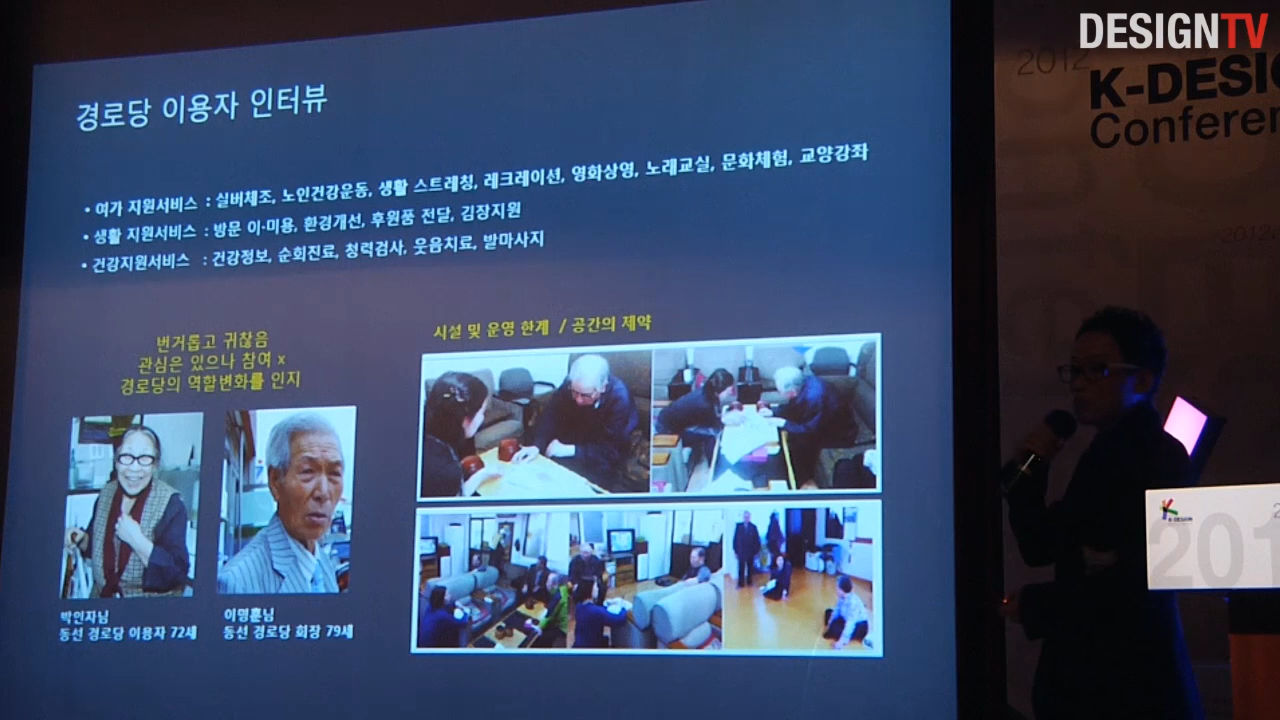 DESIGNTV
2012
K-DESIG
Conferen
경로당 이용자 인터뷰
• 여가 지원서비스 : 실버체조, 노인건강운동, 생활 스트레칭, 레크레이션, 영화상영, 노래교실, 문화체험, 교양강좌
• 생활 지원서비스 : 방문 이·미용, 환경개선, 후원품 전달, 김장지원
• 건강지원서비스 : 건강정보, 순회진료, 청력검사, 웃음치료, 발마사지
번거롭고 귀찮음
관심은 있으나 참여 x
경로당의 역할변화를 인지
시설 및 운영 한계 / 공간의 제약
박인자님
동선 경로당 이용자 72세
이명훈님
동선 경로당 회장 79세
K-DESIGN
201